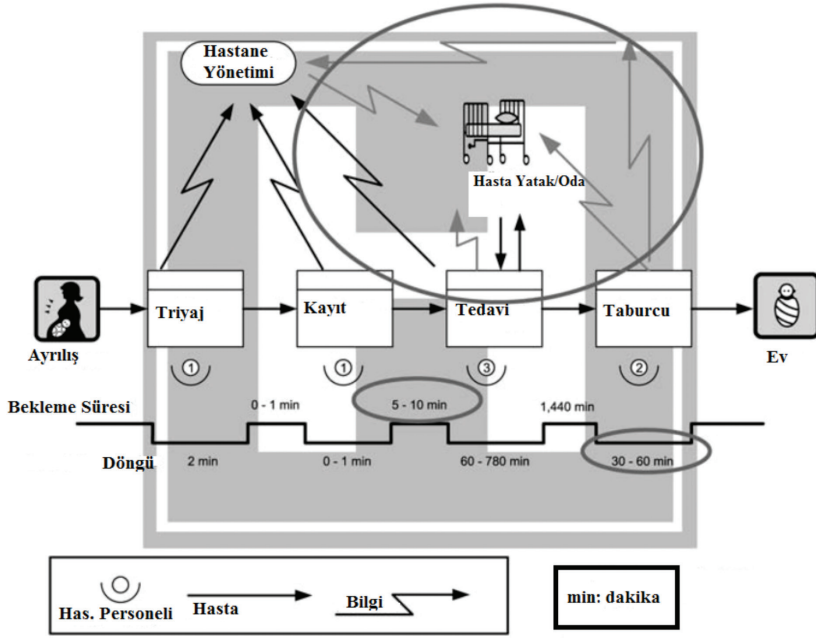 Hastane
Yönetimi
Hasta Yatak/Oda
Triyaj
Kayıt
Tedavi
Taburcu
Ayrılış
Ev
1
1
3
2
Bekleme Süresi
0 - 1 min
5 - 10 min
1,440 min
Döngü
2 min
0 - 1 min
60 - 780 min
30 - 60 min
Has. Personeli
Hasta
Bilgi
min: dakika